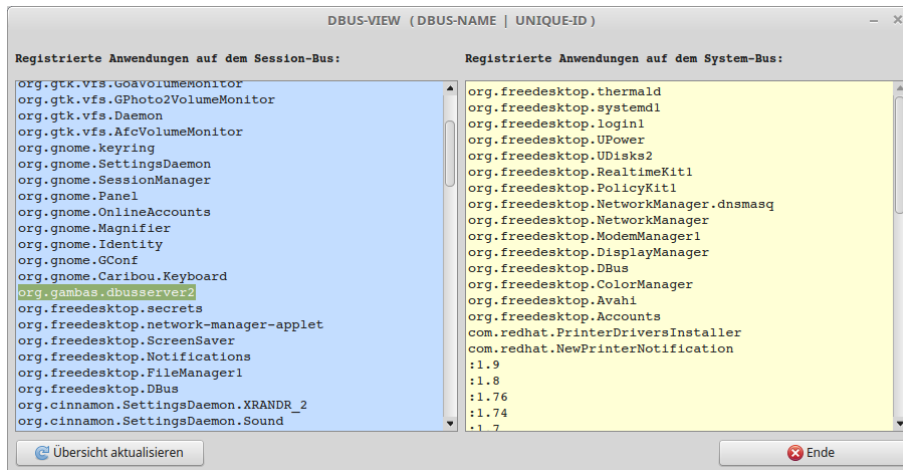 DBUS-VIEW ( DBUS-NAME | UNIQUE-ID )
Registrierte Anwendungen auf dem Session-Bus:
org.gtk.vfs.GoaVolumeMonitor
org.gtk.vfs.GPhoto2VolumeMonitor
org.gtk.vfs.Daemon
org.gtk.vfs.AfcVolumeMonitor
org.gnome.keyring
org.gnome.SettingsDaemon
org.gnome.SessionManager
org.gnome.Panel
org.gnome.OnlineAccounts
org.gnome.Magnifier
org.gnome.Identity
org.gnome.GConf
org.gnome.Caribou.Keyboard
org.gambas.dbusserver2
org.freedesktop.secrets
org.freedesktop.network-manager-applet
org.freedesktop.ScreenSaver
org.freedesktop.Notifications
org.freedesktop.FileManager1
org.freedesktop.DBus
org.cinnamon.SettingsDaemon.XRANDR_2
org.cinnamon.SettingsDaemon.Sound
Registrierte Anwendungen auf dem System-Bus:
org.freedesktop.thermald
org.freedesktop.systemd1
org.freedesktop.login1
org.freedesktop.UPower
org.freedesktop.UDisks2
org.freedesktop.RealtimeKit1
org.freedesktop.PolicyKit1
org.freedesktop.NetworkManager.dnsmasq
org.freedesktop.NetworkManager
org.freedesktop.ModemManager1
org.freedesktop.DisplayManager
org.freedesktop.DBus
org.freedesktop.ColorManager
org.freedesktop.Avahi
org.freedesktop.Accounts
com.redhat.PrinterDriversInstaller
com.redhat.NewPrinterNotification
:1.9
:1.8
:1.76
:1.74
:1.7
Übersicht aktualisieren
Ende